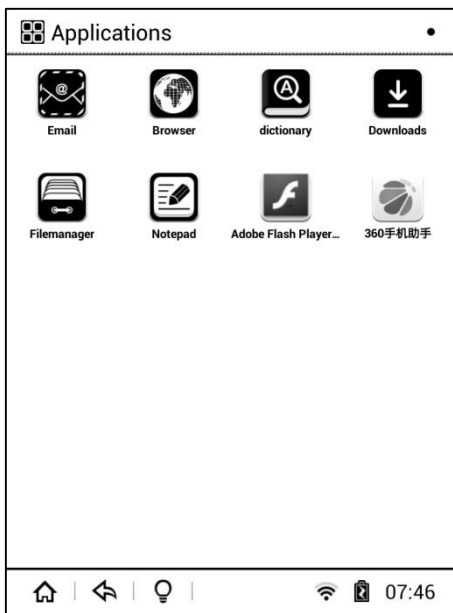 Applications
Email Browser dictionary Downloads
Filemanager Notepad Adobe Flash Player... 360手机助手
07:46